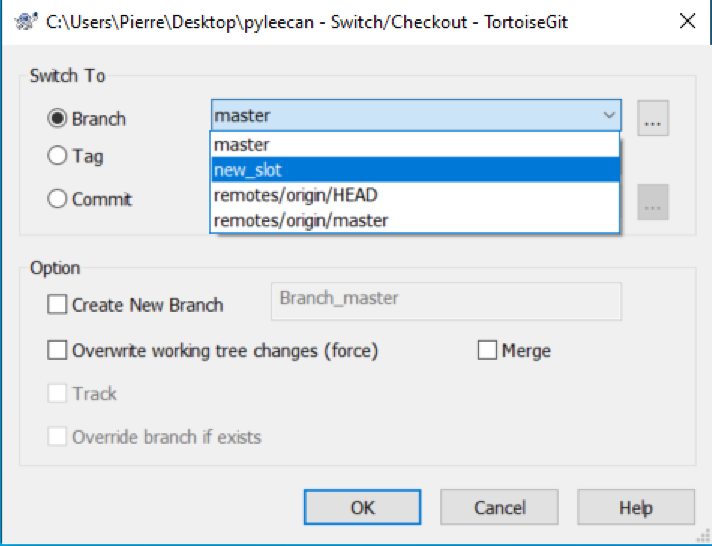 C:\Users\Pierre\Desktop\pyleecan - Switch/Checkout - TortoiseGit
Switch To
Branch
master
...
master
Tag
new_slot
remotes/origin/HEAD
Commit
...
remotes/origin/master
Option
Create New Branch
Branch_master
Overwrite working tree changes (force)
Merge
Track
Override branch if exists
OK
Cancel
Help